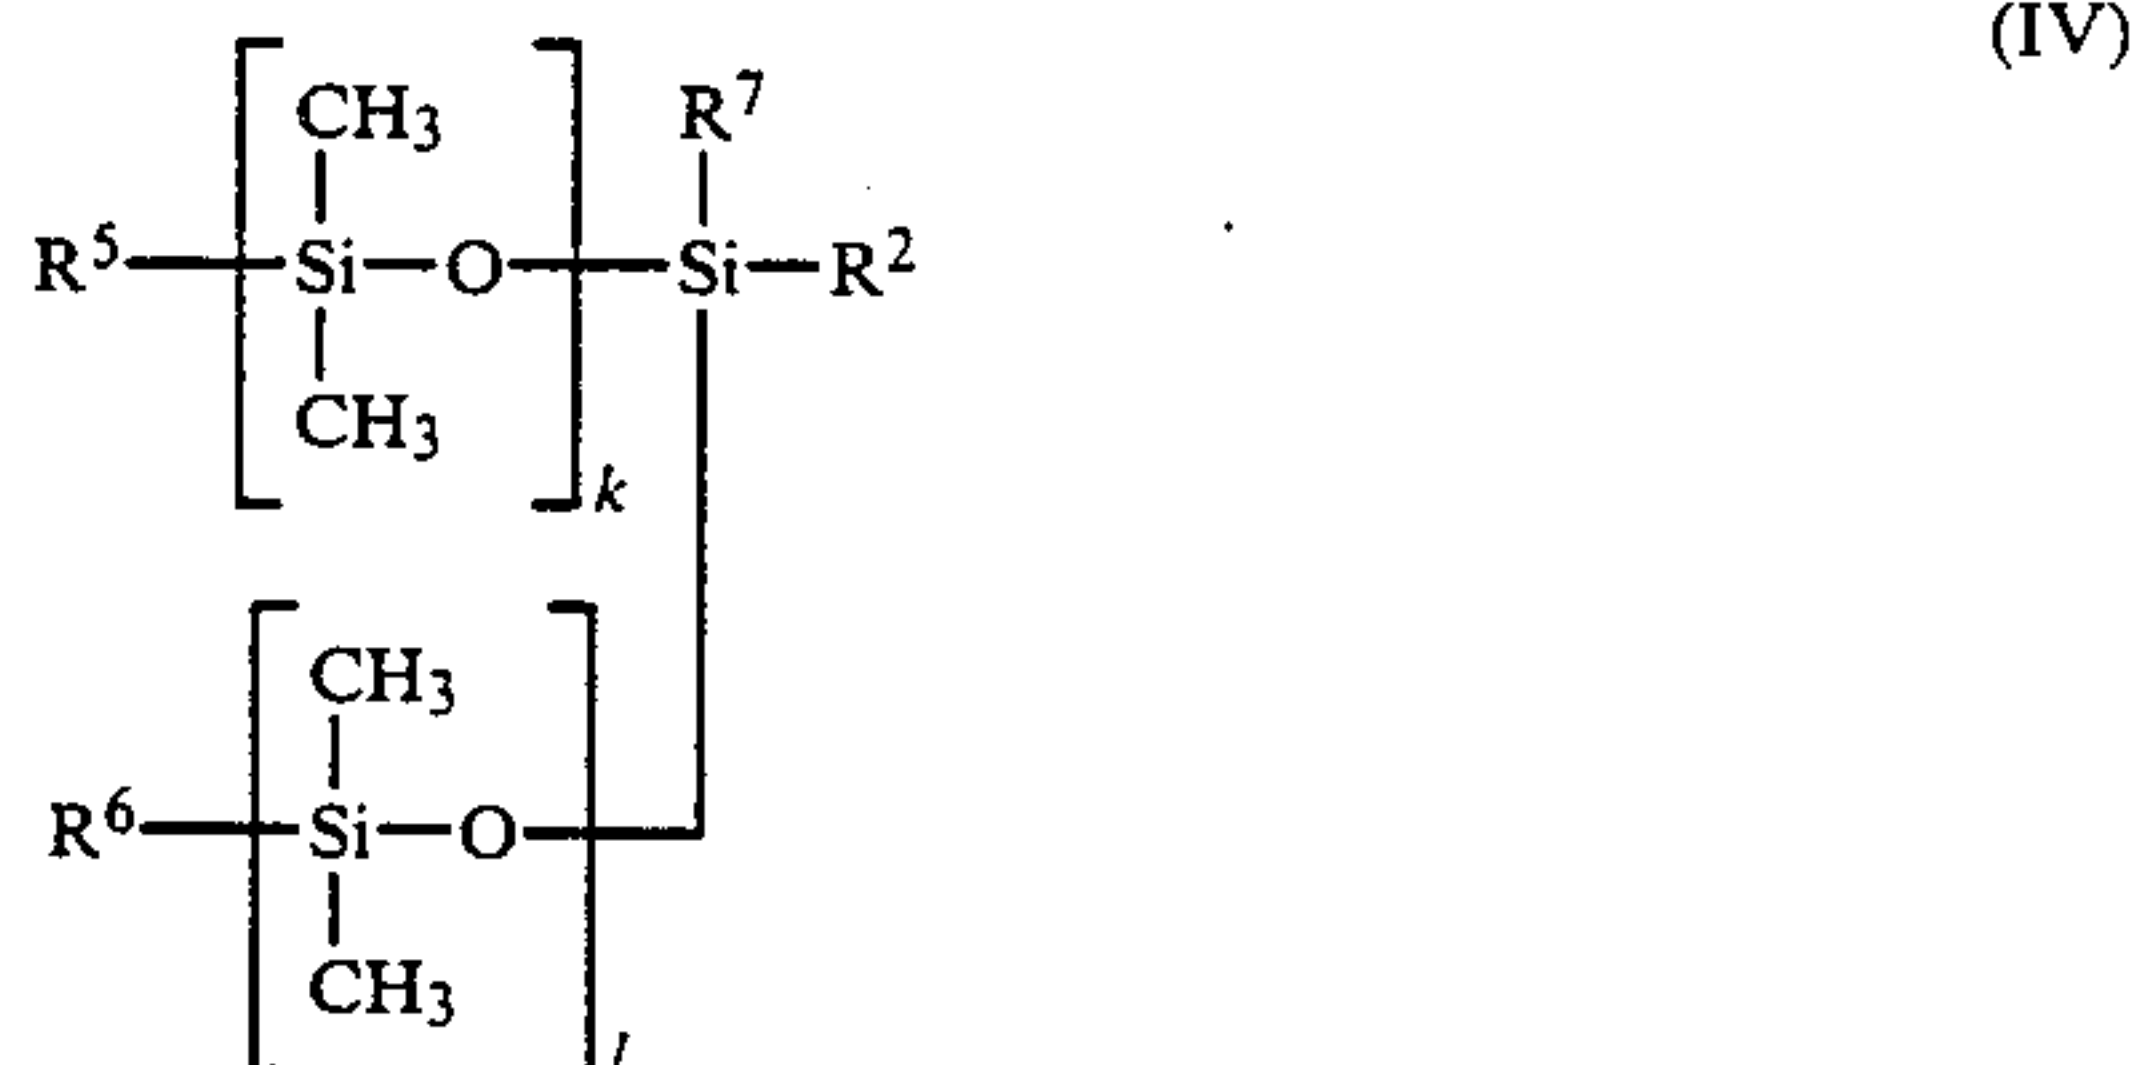 (IV)
CH3 R7
R5 Si O Si R2
CH3
k
CH3
R6 Si O
CH3
l